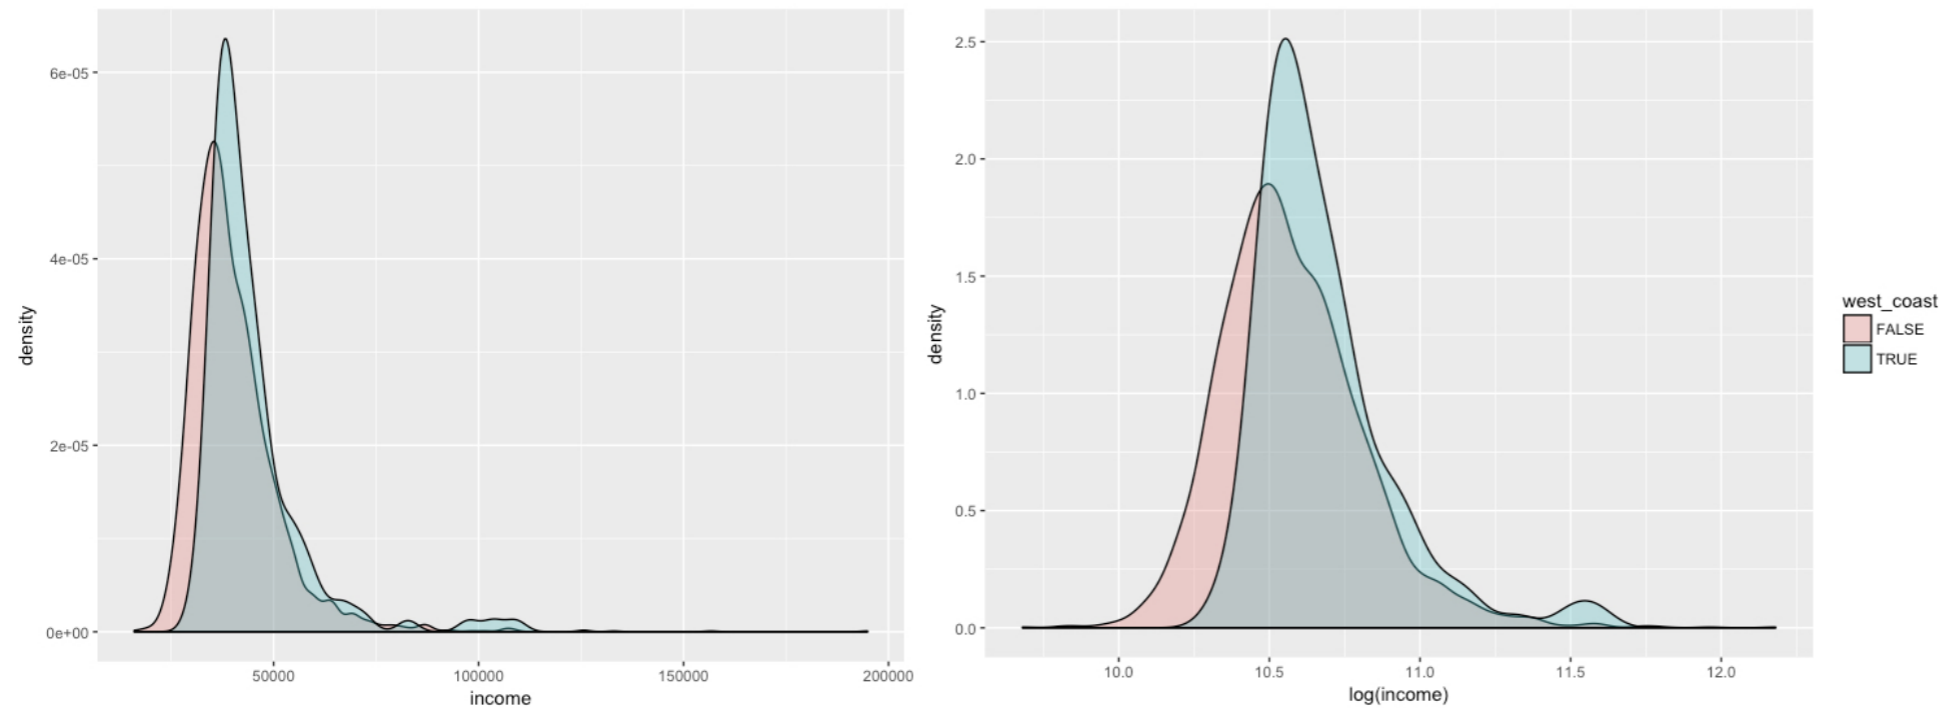 6e-05
4e-05
2e-05
0e+00
density
50000 100000 150000 200000
income
2.5
2.0
1.5
1.0
0.5
0.0
density
10.0 10.5 11.0 11.5 12.0
log(income)
west_coast
FALSE
TRUE